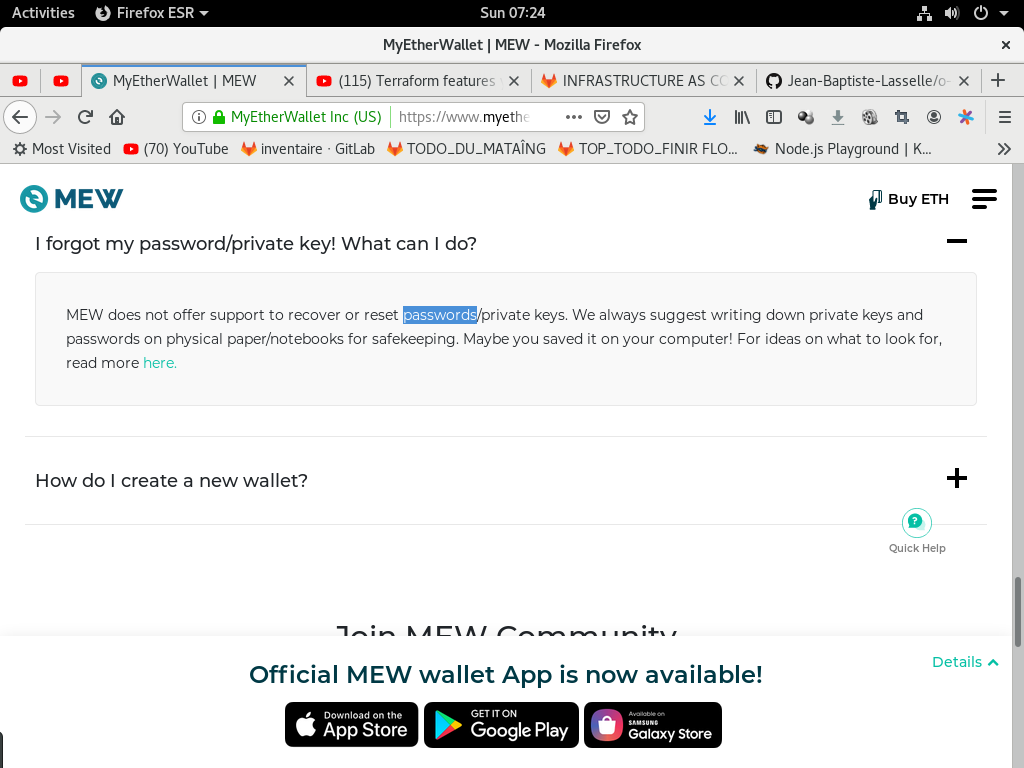 Activities Firefox ESR Sun 07:24
MyEtherWallet | MEW - Mozilla Firefox
MyEtherWallet | MEW (115) Terraform features INFRASTRUCTURE AS CO Jean-Baptiste-Lasselle/o-
MyEtherWallet Inc (US) https://www.myethe
Most Visited (70) YouTube inventaire · GitLab TODO_DU_MATAÎNG TOP_TODO_FINIR FLO... Node.js Playground | K...
MEW Buy ETH
I forgot my password/private key! What can I do?
MEW does not offer support to recover or reset passwords/private keys. We always suggest writing down private keys and
passwords on physical paper/notebooks for safekeeping. Maybe you saved it on your computer! For ideas on what to look for,
read more here.
How do I create a new wallet?
Quick Help
Join MEW Community
Details
Official MEW wallet App is now available!
Download on the App Store
GET IT ON Google Play
Available on SAMSUNG Galaxy Store